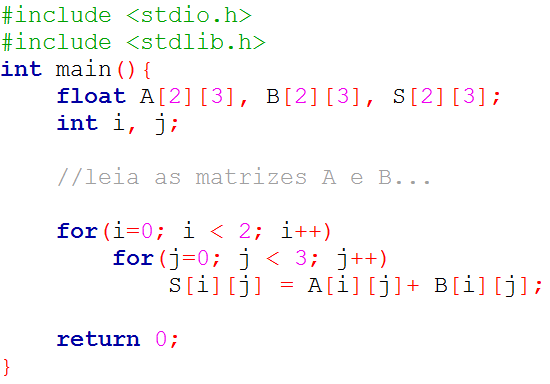 #include <stdio.h>
#include <stdlib.h>
int main(){
    float A[2][3], B[2][3], S[2][3];
    int i, j;

    //leia as matrizes A e B...

    for(i=0; i < 2; i++)
        for(j=0; j < 3; j++)
            S[i][j] = A[i][j]+ B[i][j];

    return 0;
}